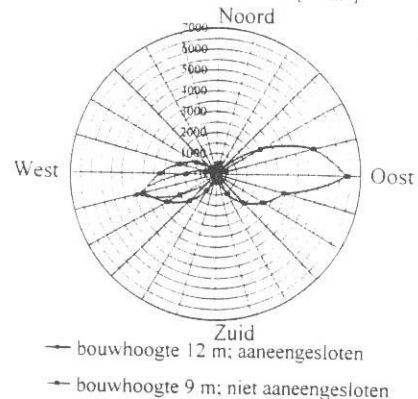 Noord
7000
6000
5000
4000
3000
2000
1000
West
Oost
Zuid
bouwhoogte 12 m; aaneengesloten
bouwhoogte 9 m; niet aaneengesloten